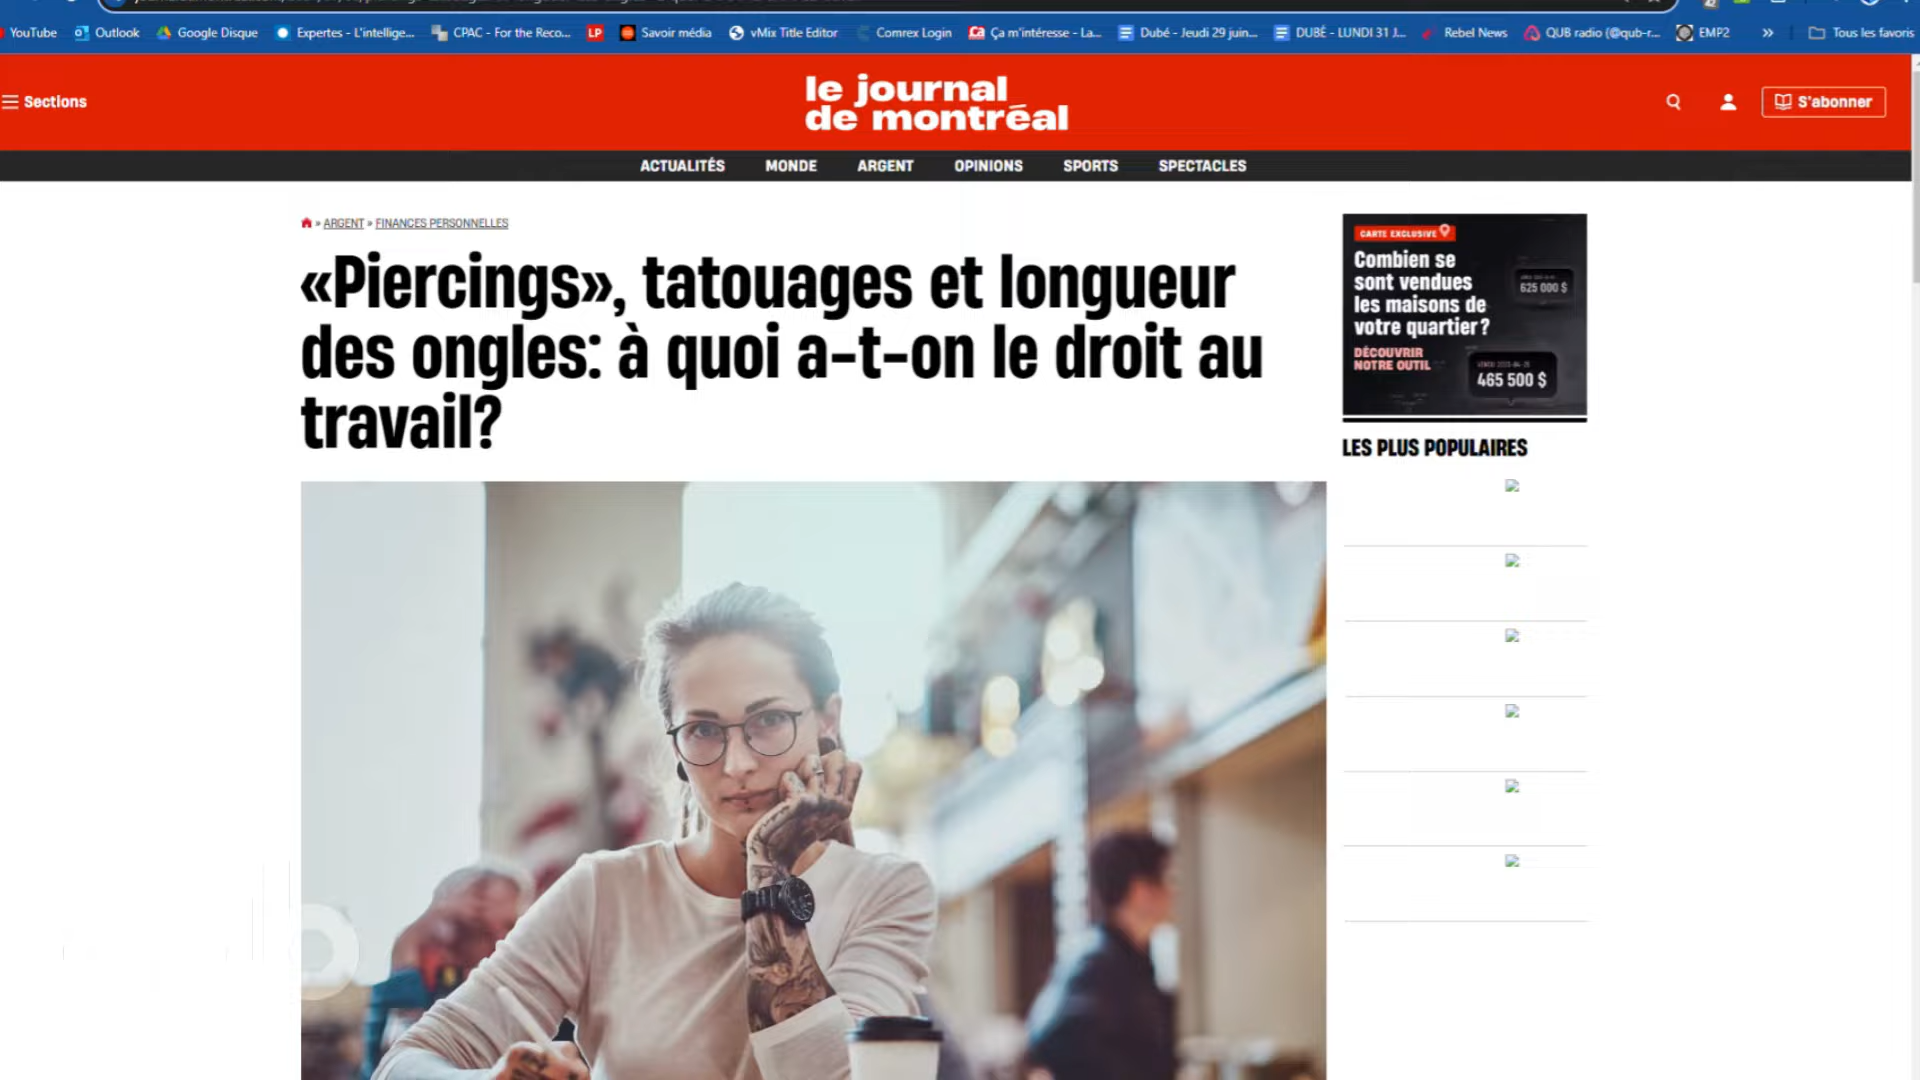 YouTube Outlook Google Disque Expertes - L'intellige... CPAC - For the Reco... LP Savoir média vMix Title Editor Comrex Login Ça m'intéresse - La... Dubé - Jeudi 29 juin... DUBÉ - LUNDI 31 J... Rebel News QUB radio (@qub-r... EMP2 » Tous les favoris
Sections
le journal
de montréal
S'abonner
ACTUALITÉS MONDE ARGENT OPINIONS SPORTS SPECTACLES
» ARGENT » FINANCES PERSONNELLES
«Piercings», tatouages et longueur
des ongles: à quoi a-t-on le droit au
travail?
CARTE EXCLUSIVE
Combien se
sont vendues
les maisons de
votre quartier?
DÉCOUVRIR
NOTRE OUTIL
625 000 $
465 500 $
LES PLUS POPULAIRES